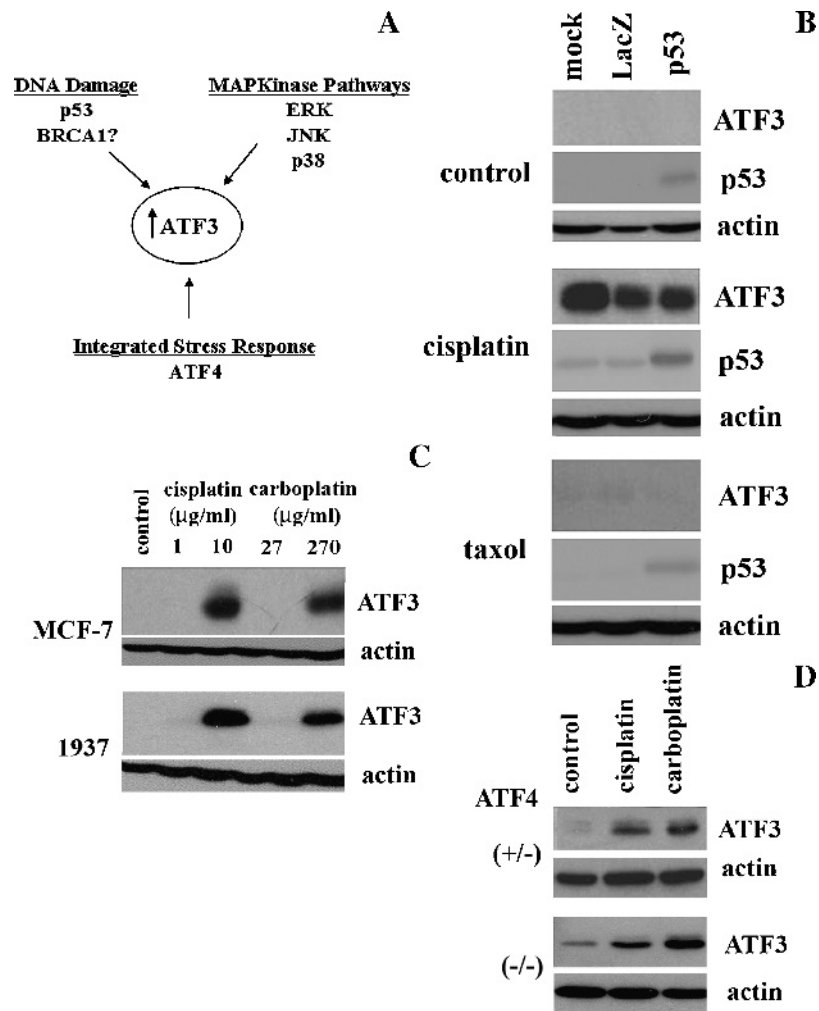 A
DNA Damage
p53
BRCA1?
MAPKinase Pathways
ERK
JNK
p38
ATF3
Integrated Stress Response
ATF4
B
mock LacZ p53
control
ATF3
p53
actin
cisplatin
ATF3
p53
actin
taxol
ATF3
p53
actin
C
control
cisplatin carboplatin
(μg/ml) (μg/ml)
1 10 27 270
MCF-7
ATF3
actin
1937
ATF3
actin
D
control cisplatin carboplatin
ATF4
(+/-)
ATF3
actin
(-/-)
ATF3
actin